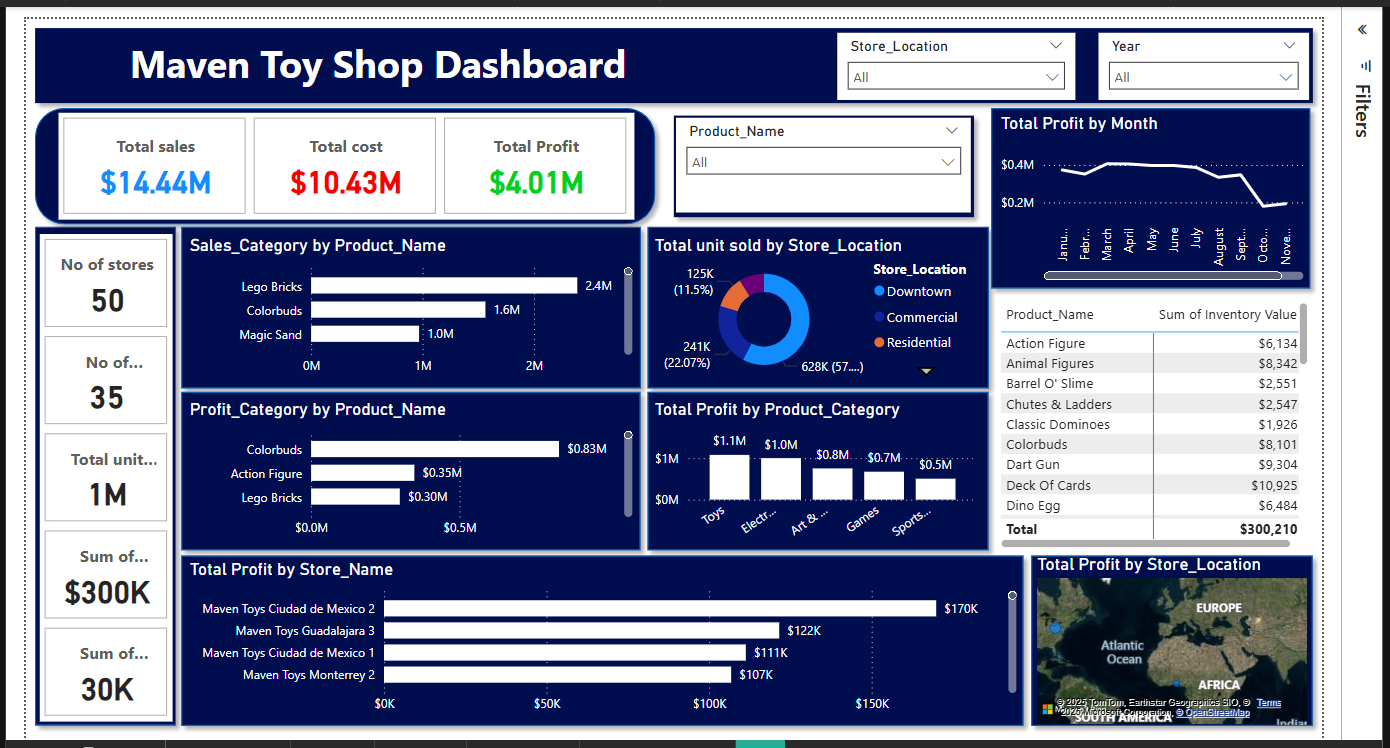 Maven Toy Shop Dashboard
Store_Location
All
Year
All
Filters
Total sales
$14.44M
Total cost
$10.43M
Total Profit
$4.01M
Product_Name
All
Total Profit by Month
$0.4M
$0.2M
Janu...
Febr...
March
April
May
June
July
August
Sept...
Octo...
Nove...
No of stores
50
No of...
35
Total unit...
1M
Sum of...
$300K
Sum of...
30K
Sales_Category by Product_Name
Lego Bricks 2.4M
Colorbuds 1.6M
Magic Sand 1.0M
0M 1M 2M
Total unit sold by Store_Location
125K
(11.5%)
241K
(22.07%)
628K (57....)
Store_Location
Downtown
Commercial
Residential
Profit_Category by Product_Name
Colorbuds $0.83M
Action Figure $0.35M
Lego Bricks $0.30M
$0.0M $0.5M
Total Profit by Product_Category
$1M
$0M
$1.1M $1.0M $0.8M $0.7M $0.5M
Toys Electr... Art & ... Games Sports...
Product_Name Sum of Inventory Value
Action Figure $6,134
Animal Figures $8,342
Barrel O' Slime $2,551
Chutes & Ladders $2,547
Classic Dominoes $1,926
Colorbuds $8,101
Dart Gun $9,304
Deck Of Cards $10,925
Dino Egg $6,484
Total $300,210
Total Profit by Store_Name
Maven Toys Ciudad de Mexico 2 $170K
Maven Toys Guadalajara 3 $122K
Maven Toys Ciudad de Mexico 1 $111K
Maven Toys Monterrey 2 $107K
$0K $50K $100K $150K
Total Profit by Store_Location
EUROPE
Atlantic
Ocean
AFRICA
© 2025 TomTom, Earthstar Geographics SIO, © Terms
2025 Microsoft Corporation, © OpenStreetMap
SOUTH AMERICA